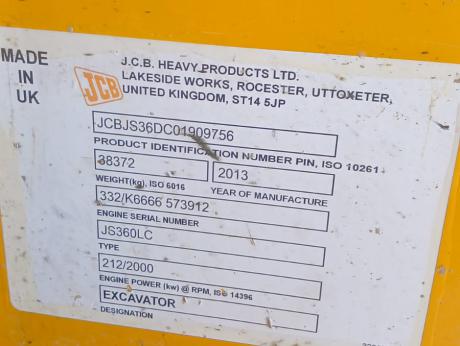 MADE
IN
UK
JCB
J.C.B. HEAVY PRODUCTS LTD.
LAKESIDE WORKS, ROCESTER, UTTOXETER,
UNITED KINGDOM, ST14 5JP
JCBJS36DC01909756
PRODUCT IDENTIFICATION NUMBER PIN, ISO 10261
38372 2013
WEIGHT(kg), ISO 6016 YEAR OF MANUFACTURE
332/K6666 573912
ENGINE SERIAL NUMBER
JS360LC
TYPE
212/2000
ENGINE POWER (kw) @ RPM, ISO 14396
EXCAVATOR
DESIGNATION